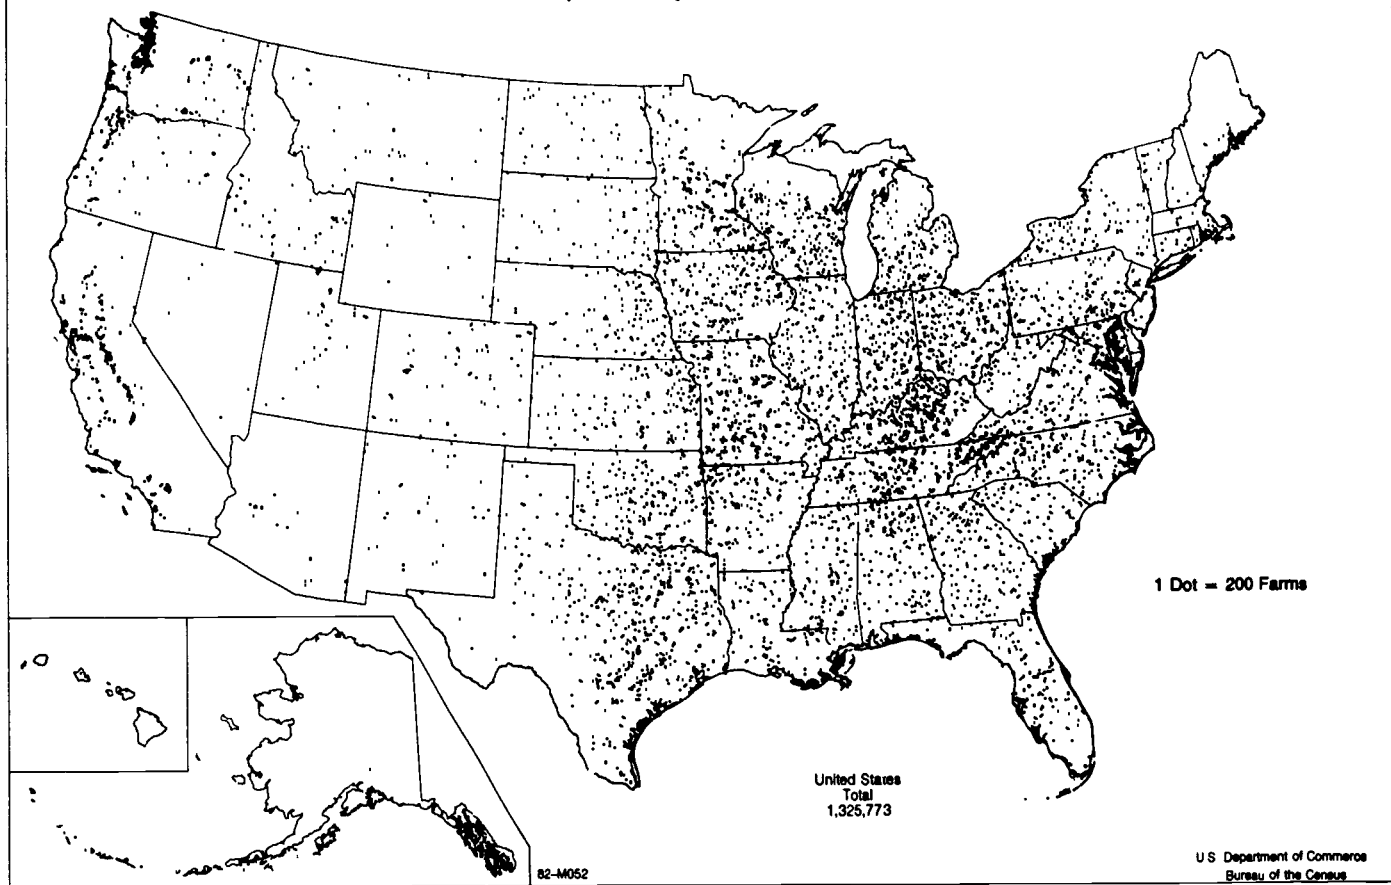 1 Dot = 200 Farms
United States
Total
1,325,773
82-M052
U S Department of Commerce
Bureau of the Census